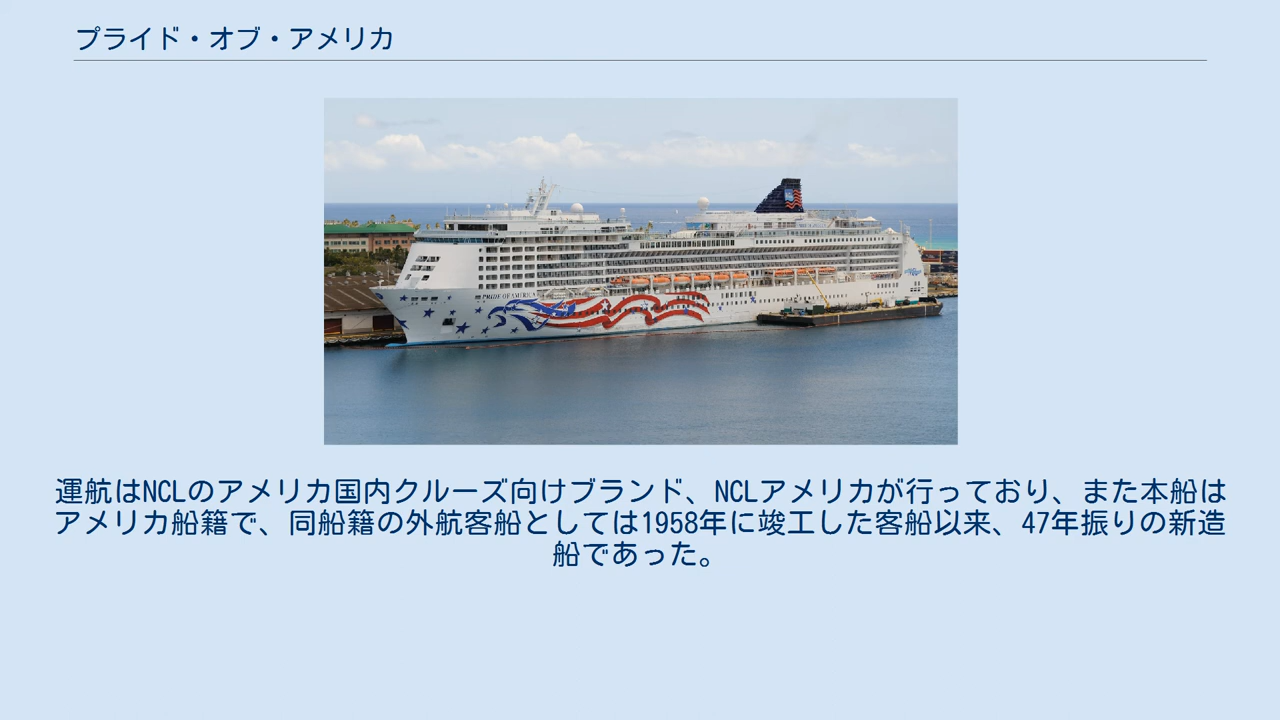 プライド・オブ・アメリカ
PRIDE OF AMERICA
運航はNCLのアメリカ国内クルーズ向けブランド、NCLアメリカが行っており、また本船は
アメリカ船籍で、同船籍の外航客船としては1958年に竣工した客船以来、47年振りの新造
船であった。